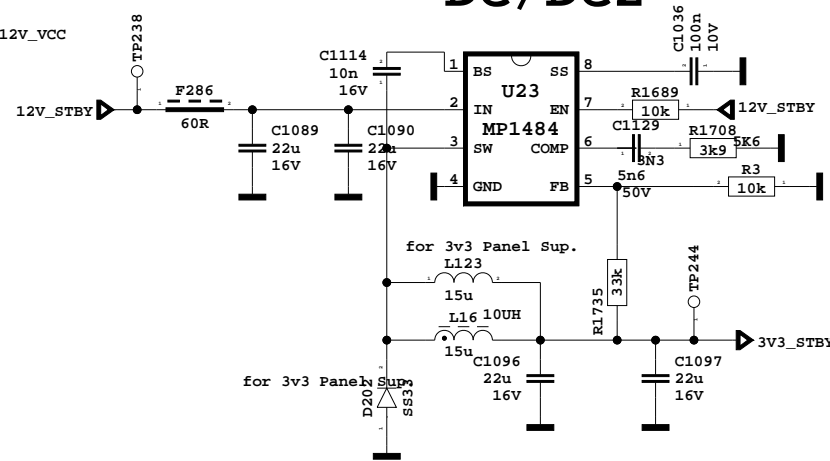 DC/DC2
12V_VCC
TP238
C1114
10n
16V
1
BS
SS
8
C1036
100n
10V
F286
60R
12V_STBY
U23
MP1484
2
IN
EN
7
R1689
10k
12V_STBY
C1089
22u
16V
C1090
22u
16V
3
SW
COMP
6
C1129
3N3
5n6
50V
R1708
3k9
5K6
4
GND
FB
5
R3
10k
for 3v3 Panel Sup.
L123
15u
L16
10UH
15u
R1735
33k
TP244
3V3_STBY
for 3v3 Panel Sup.
D202
SS33
C1096
22u
16V
C1097
22u
16V